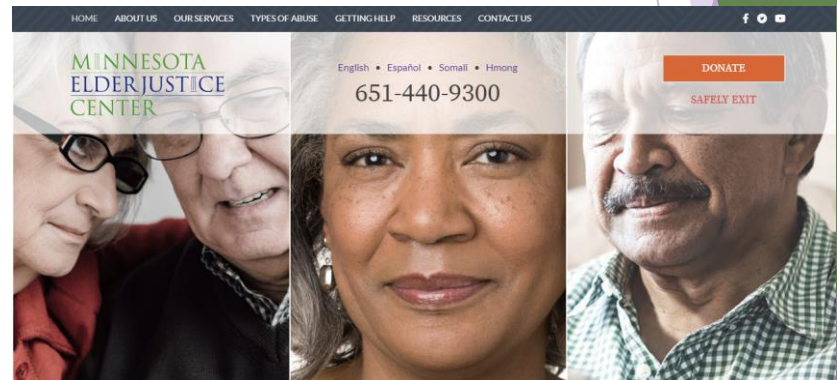 HOME ABOUT US OUR SERVICES TYPES OF ABUSE GETTING HELP RESOURCES CONTACT US
MINNESOTA
ELDER JUSTICE
CENTER
English • Español • Somali • Hmong
651-440-9300
DONATE
SAFELY EXIT